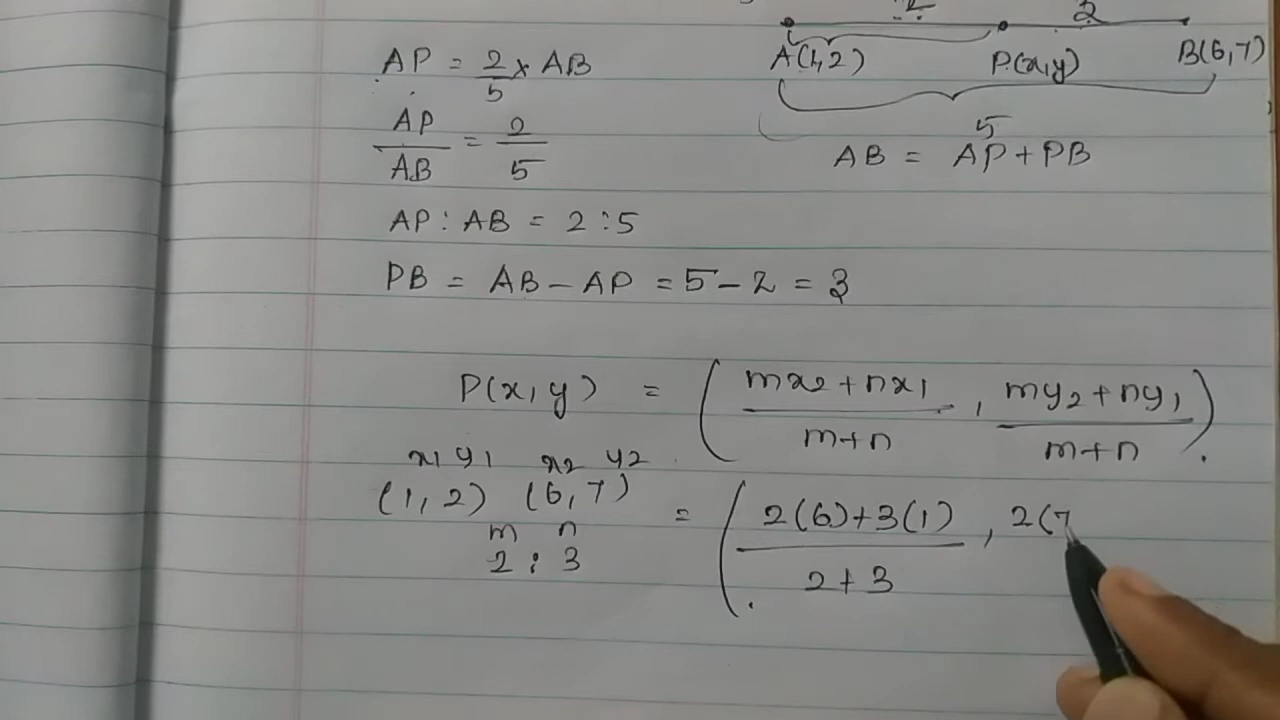 2 2
AP = 2/5 × AB A(1,2) P(x,y) B(6,7)
AP/AB = 2/5 5
AB = AP + PB
AP : AB = 2 : 5
PB = AB - AP = 5 - 2 = 3
P(x,y) = ( mx2 + nx1 / m+n , my2 + ny1 / m+n ).
x1 y1 x2 y2
(1,2) (6,7) = ( 2(6)+3(1) / 2+3 , 2(7
m n
2 : 3